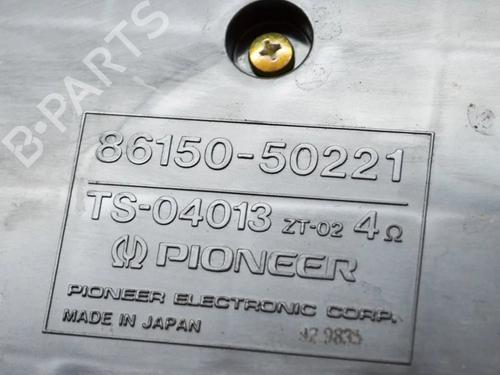 B-PARTS
86150-50221
TS-04013 ZT-02 4Ω
PIONEER
PIONEER ELECTRONIC CORP.
MADE IN JAPAN